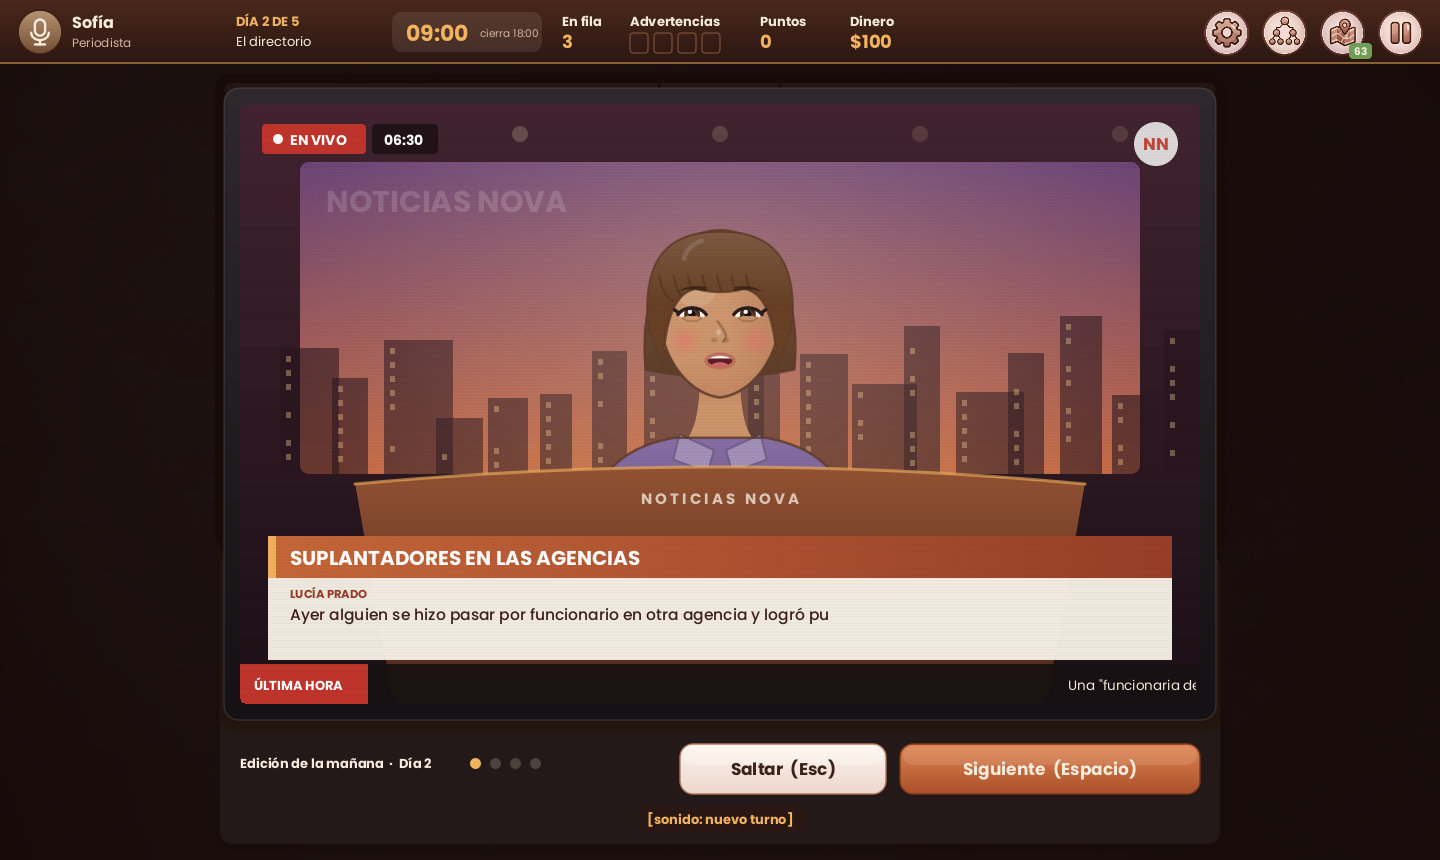 Sofía
Periodista
DÍA 2 DE 5
El directorio
09:00 cierra 18:00
En fila
3
Advertencias
Puntos
0
Dinero
$100
63
EN VIVO 06:30
NN
NOTICIAS NOVA
NOTICIAS NOVA
SUPLANTADORES EN LAS AGENCIAS
LUCÍA PRADO
Ayer alguien se hizo pasar por funcionario en otra agencia y logró pu
ÚLTIMA HORA
Una "funcionaria de
Edición de la mañana · Día 2
Saltar (Esc)
Siguiente (Espacio)
[sonido: nuevo turno]